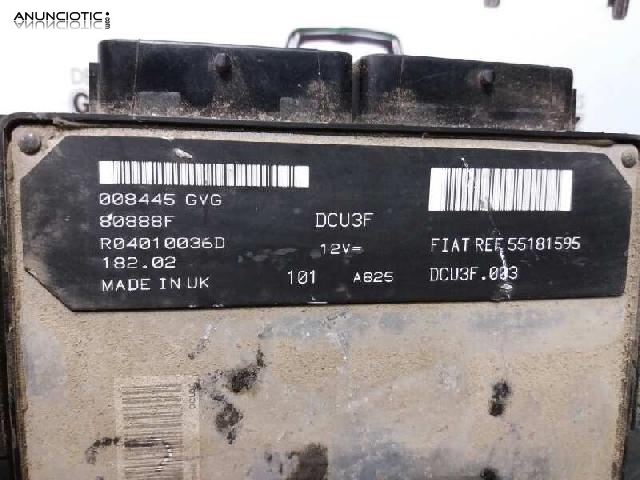 ANUNCIOTIC.com
008445 GVG
80888F
R04010036D
182.02
MADE IN UK
DCU3F
12V=
101 A825
FIAT REF 55181595
DCU3F.003